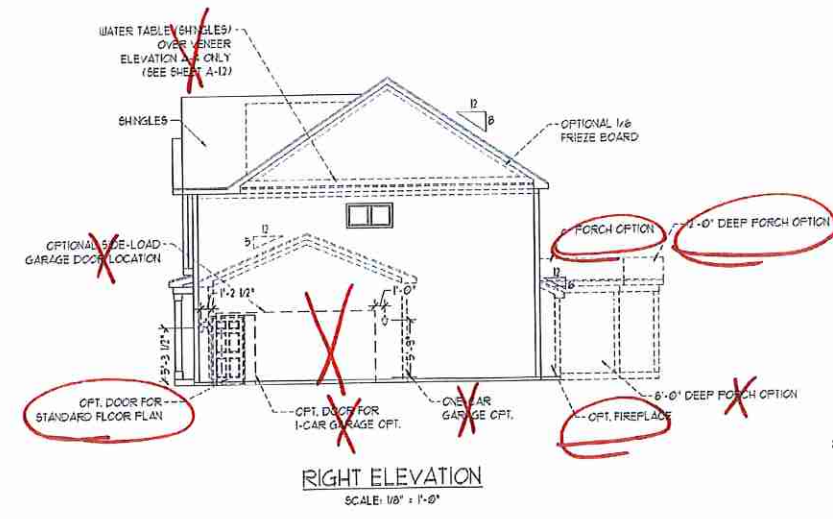 WATER TABLE (SHINGLES)
OVER VENEER
ELEVATION ONLY
(SEE SHEET A-12)
SHINGLES
12
8
OPTIONAL 1x6
FRIEZE BOARD
OPTIONAL SIDE-LOAD
GARAGE DOOR LOCATION
12
5
PORCH OPTION
-0" DEEP PORCH OPTION
12
6
1'-2 1/2"
1'-0"
5'-3 1/2"
5'-9"
OPT. DOOR FOR
STANDARD FLOOR PLAN
OPT. DOOR FOR
1-CAR GARAGE OPT.
ONE CAR
GARAGE OPT.
OPT. FIREPLACE
8'-0" DEEP PORCH OPTION
RIGHT ELEVATION
SCALE: 1/8" = 1'-0"